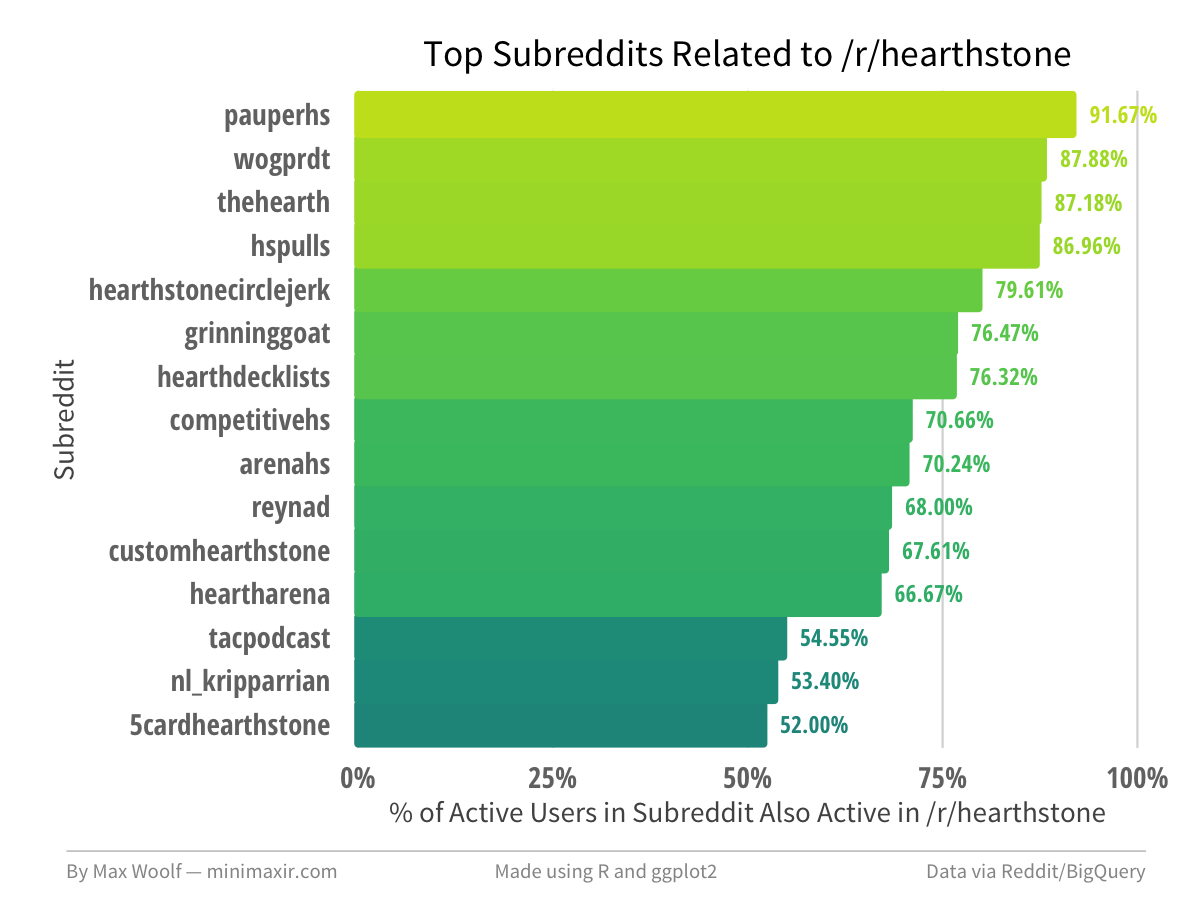 Top Subreddits Related to /r/hearthstone
Subreddit
pauperhs 91.67%
wogprdt 87.88%
thehearth 87.18%
hspulls 86.96%
hearthstonecirclejerk 79.61%
grinninggoat 76.47%
hearthdecklists 76.32%
competitivehs 70.66%
arenahs 70.24%
reynad 68.00%
customhearthstone 67.61%
heartharena 66.67%
tacpodcast 54.55%
nl_kripparrian 53.40%
5cardhearthstone 52.00%
0% 25% 50% 75% 100%
% of Active Users in Subreddit Also Active in /r/hearthstone
By Max Woolf — minimaxir.com Made using R and ggplot2 Data via Reddit/BigQuery